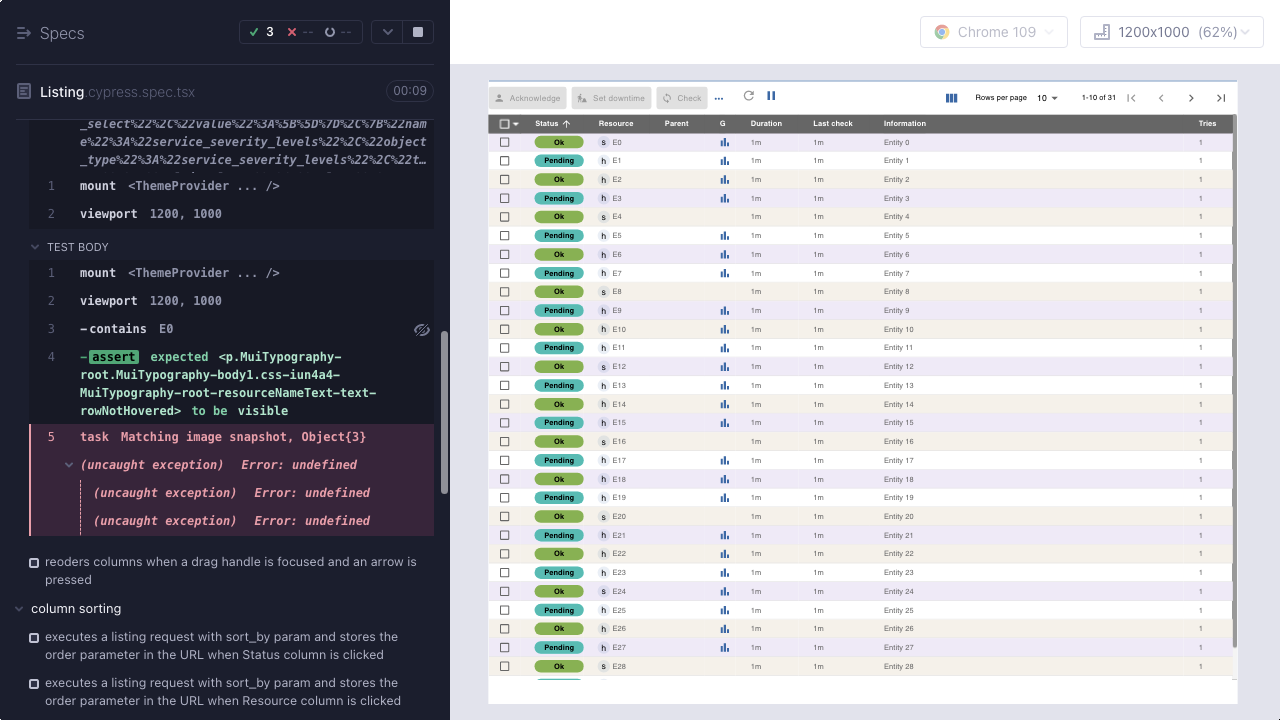 Specs
3 -- --
Listing.cypress.spec.tsx
00:09
_select%22%2C%22value%22%3A%5B%5D%7D%2C%7B%22nam
e%22%3A%22service_severity_levels%22%2C%22object
_type%22%3A%22service_severity_levels%22%2C%22t…
1 mount <ThemeProvider ... />
2 viewport 1200, 1000
TEST BODY
1 mount <ThemeProvider ... />
2 viewport 1200, 1000
3 -contains E0
4 -assert expected <p.MuiTypography-
root.MuiTypography-body1.css-iun4a4-
MuiTypography-root-resourceNameText-text-
rowNotHovered> to be visible
5 task Matching image snapshot, Object{3}
(uncaught exception) Error: undefined
(uncaught exception) Error: undefined
(uncaught exception) Error: undefined
reoders columns when a drag handle is focused and an arrow is
pressed
column sorting
executes a listing request with sort_by param and stores the
order parameter in the URL when Status column is clicked
executes a listing request with sort_by param and stores the
order parameter in the URL when Resource column is clicked
Chrome 109
1200x1000 (62%)
Acknowledge Set downtime Check ... Rows per page 10 1-10 of 31
Status Resource Parent G Duration Last check Information Tries
Ok s E0 1m 1m Entity 0 1
Pending h E1 1m 1m Entity 1 1
Ok h E2 1m 1m Entity 2 1
Pending h E3 1m 1m Entity 3 1
Ok s E4 1m 1m Entity 4 1
Pending h E5 1m 1m Entity 5 1
Ok h E6 1m 1m Entity 6 1
Pending h E7 1m 1m Entity 7 1
Ok s E8 1m 1m Entity 8 1
Pending h E9 1m 1m Entity 9 1
Ok h E10 1m 1m Entity 10 1
Pending h E11 1m 1m Entity 11 1
Ok s E12 1m 1m Entity 12 1
Pending h E13 1m 1m Entity 13 1
Ok h E14 1m 1m Entity 14 1
Pending h E15 1m 1m Entity 15 1
Ok s E16 1m 1m Entity 16 1
Pending h E17 1m 1m Entity 17 1
Ok h E18 1m 1m Entity 18 1
Pending h E19 1m 1m Entity 19 1
Ok s E20 1m 1m Entity 20 1
Pending h E21 1m 1m Entity 21 1
Ok h E22 1m 1m Entity 22 1
Pending h E23 1m 1m Entity 23 1
Ok s E24 1m 1m Entity 24 1
Pending h E25 1m 1m Entity 25 1
Ok h E26 1m 1m Entity 26 1
Pending h E27 1m 1m Entity 27 1
Ok s E28 1m 1m Entity 28 1